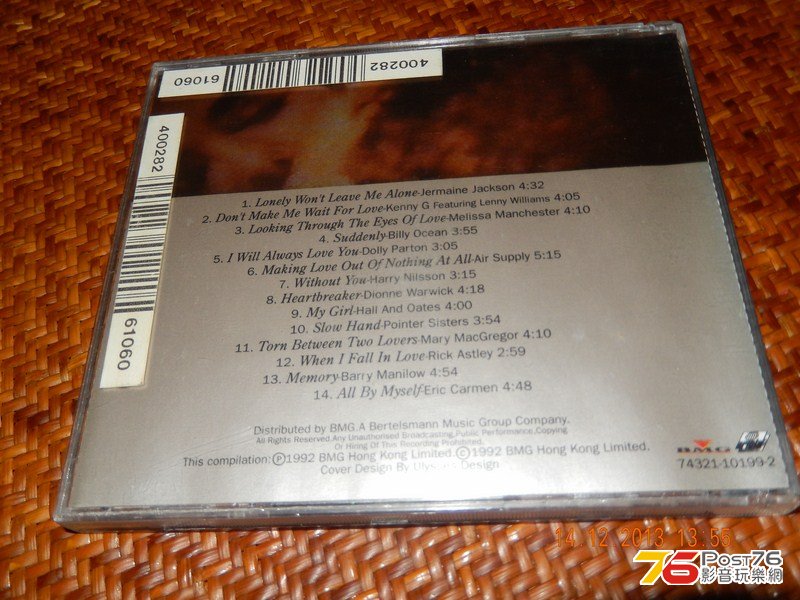 400282
61060
400282
61060
1. Lonely Won't Leave Me Alone-Jermaine Jackson 4:32
2. Don't Make Me Wait For Love-Kenny G Featuring Lenny Williams 4:05
3. Looking Through The Eyes Of Love-Melissa Manchester 4:10
4. Suddenly-Billy Ocean 3:55
5. I Will Always Love You-Dolly Parton 3:05
6. Making Love Out Of Nothing At All-Air Supply 5:15
7. Without You-Harry Nilsson 3:15
8. Heartbreaker-Dionne Warwick 4:18
9. My Girl-Hall And Oates 4:00
10. Slow Hand-Pointer Sisters 3:54
11. Torn Between Two Lovers-Mary MacGregor 4:10
12. When I Fall In Love-Rick Astley 2:59
13. Memory-Barry Manilow 4:54
14. All By Myself-Eric Carmen 4:48
Distributed by BMG.A Bertelsmann Music Group Company.
All Rights Reserved.Any Unauthorised Broadcasting,Public Performance,Copying
Or Hiring Of This Recording Prohibited.
This compilation:Ⓟ1992 BMG Hong Kong Limited.©1992 BMG Hong Kong Limited.
Cover Design By Design
BMG
74321-10199-2
14.12.2013 13:56
76 Post76
影音玩樂網